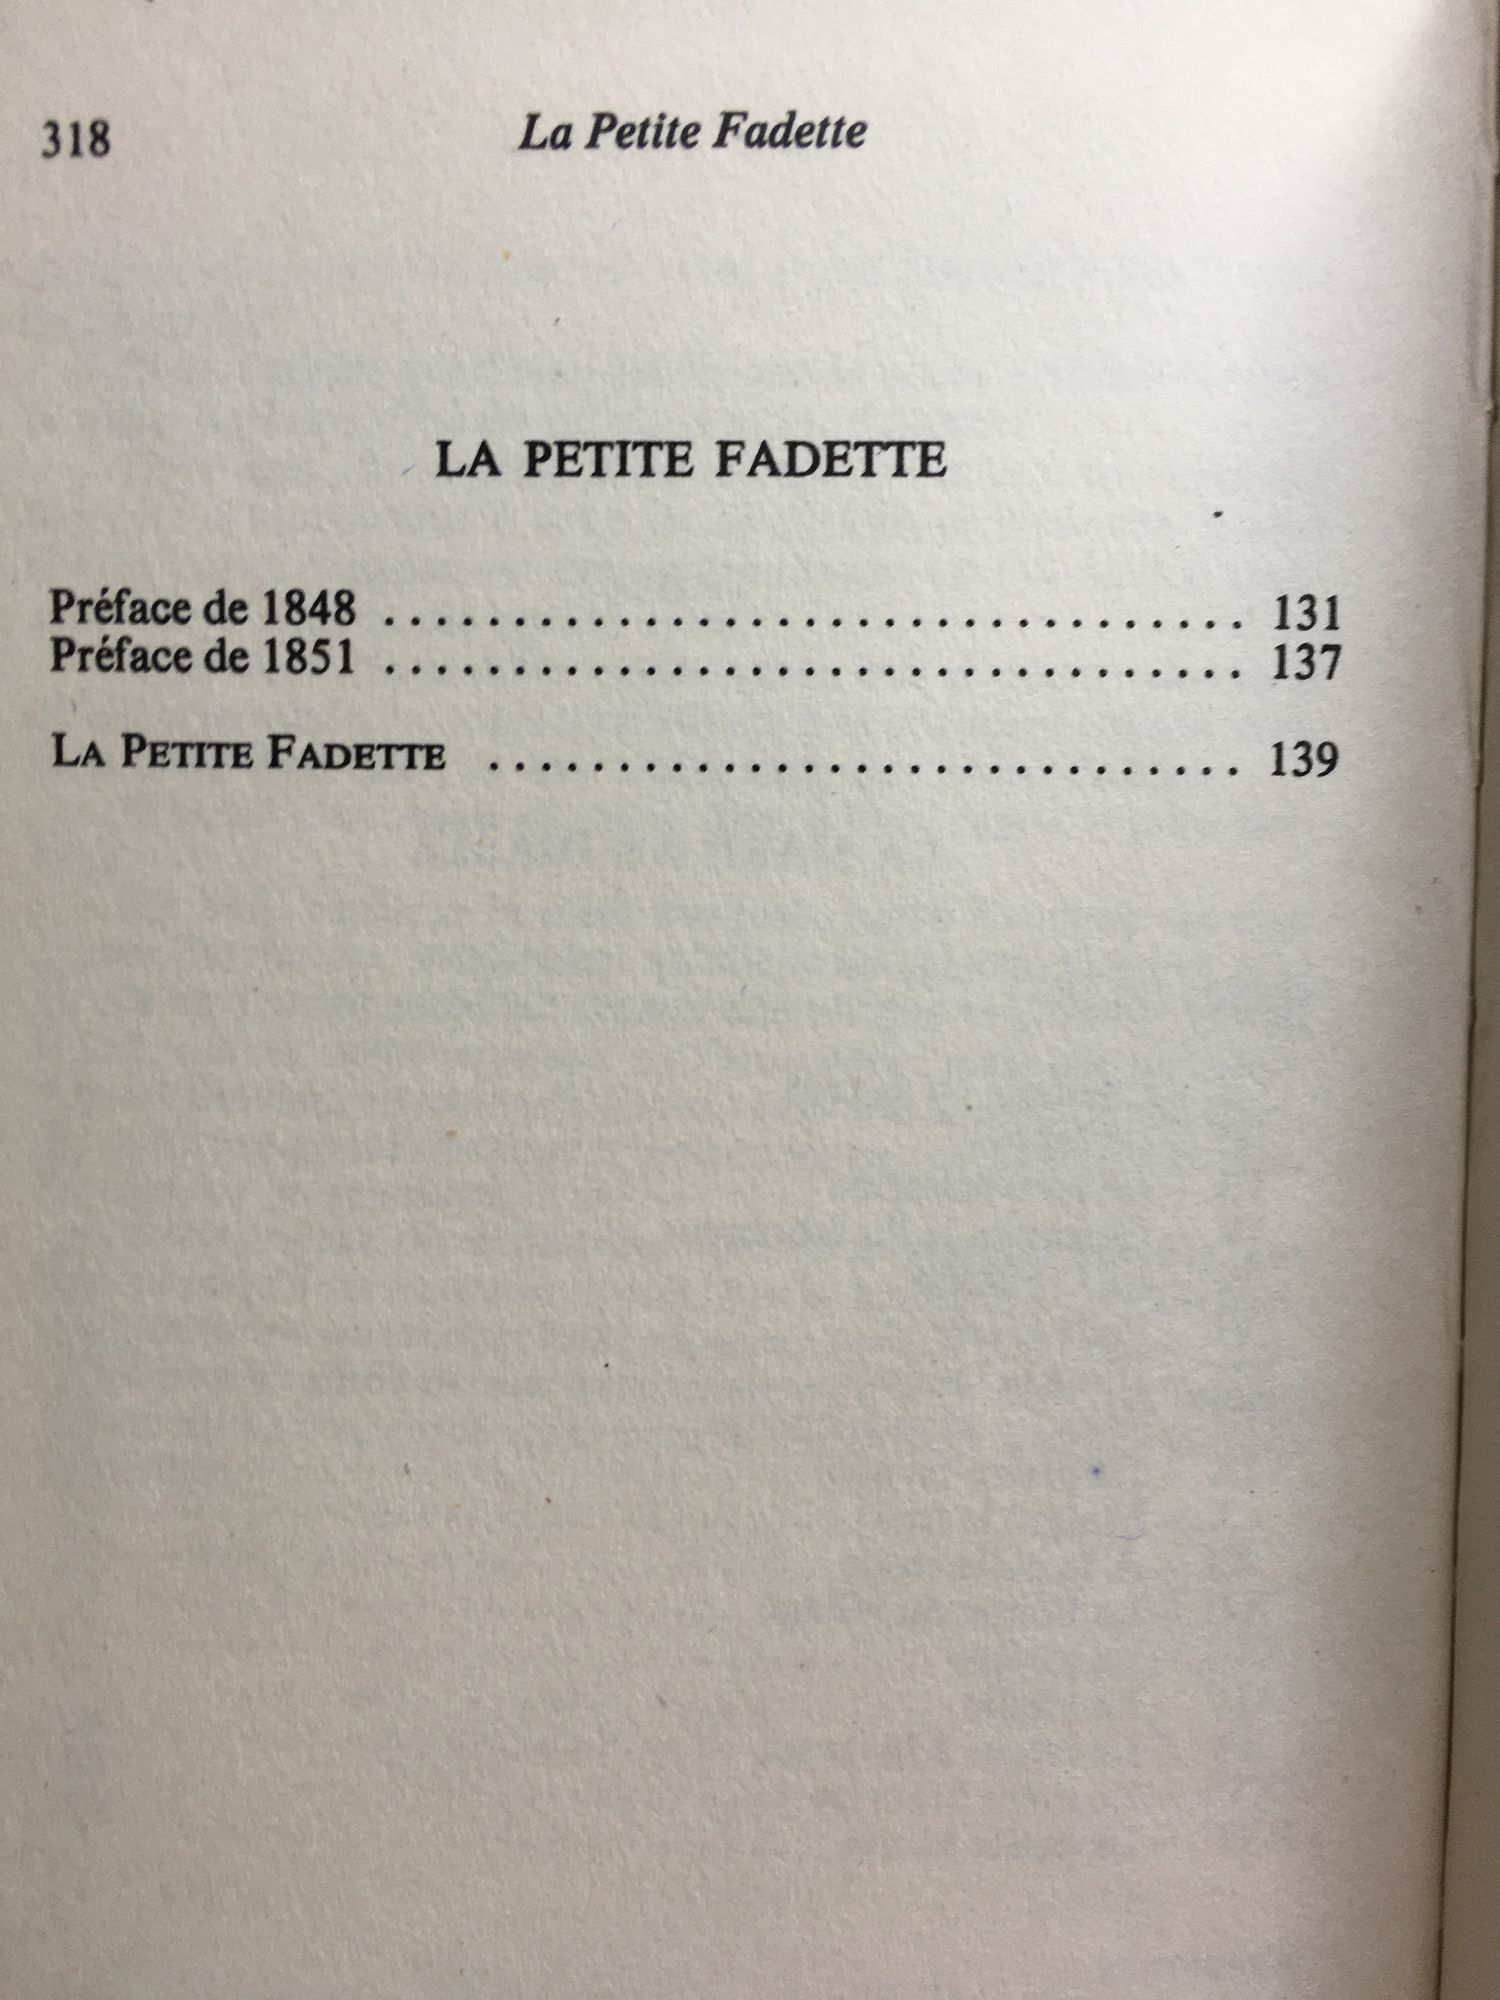 318 La Petite Fadette
LA PETITE FADETTE
Préface de 1848 . . . . . . . . . . . . . . . . . . . . . . . . . . . . . . . . . 131
Préface de 1851 . . . . . . . . . . . . . . . . . . . . . . . . . . . . . . . . . 137
LA PETITE FADETTE . . . . . . . . . . . . . . . . . . . . . . . . . . . . . 139